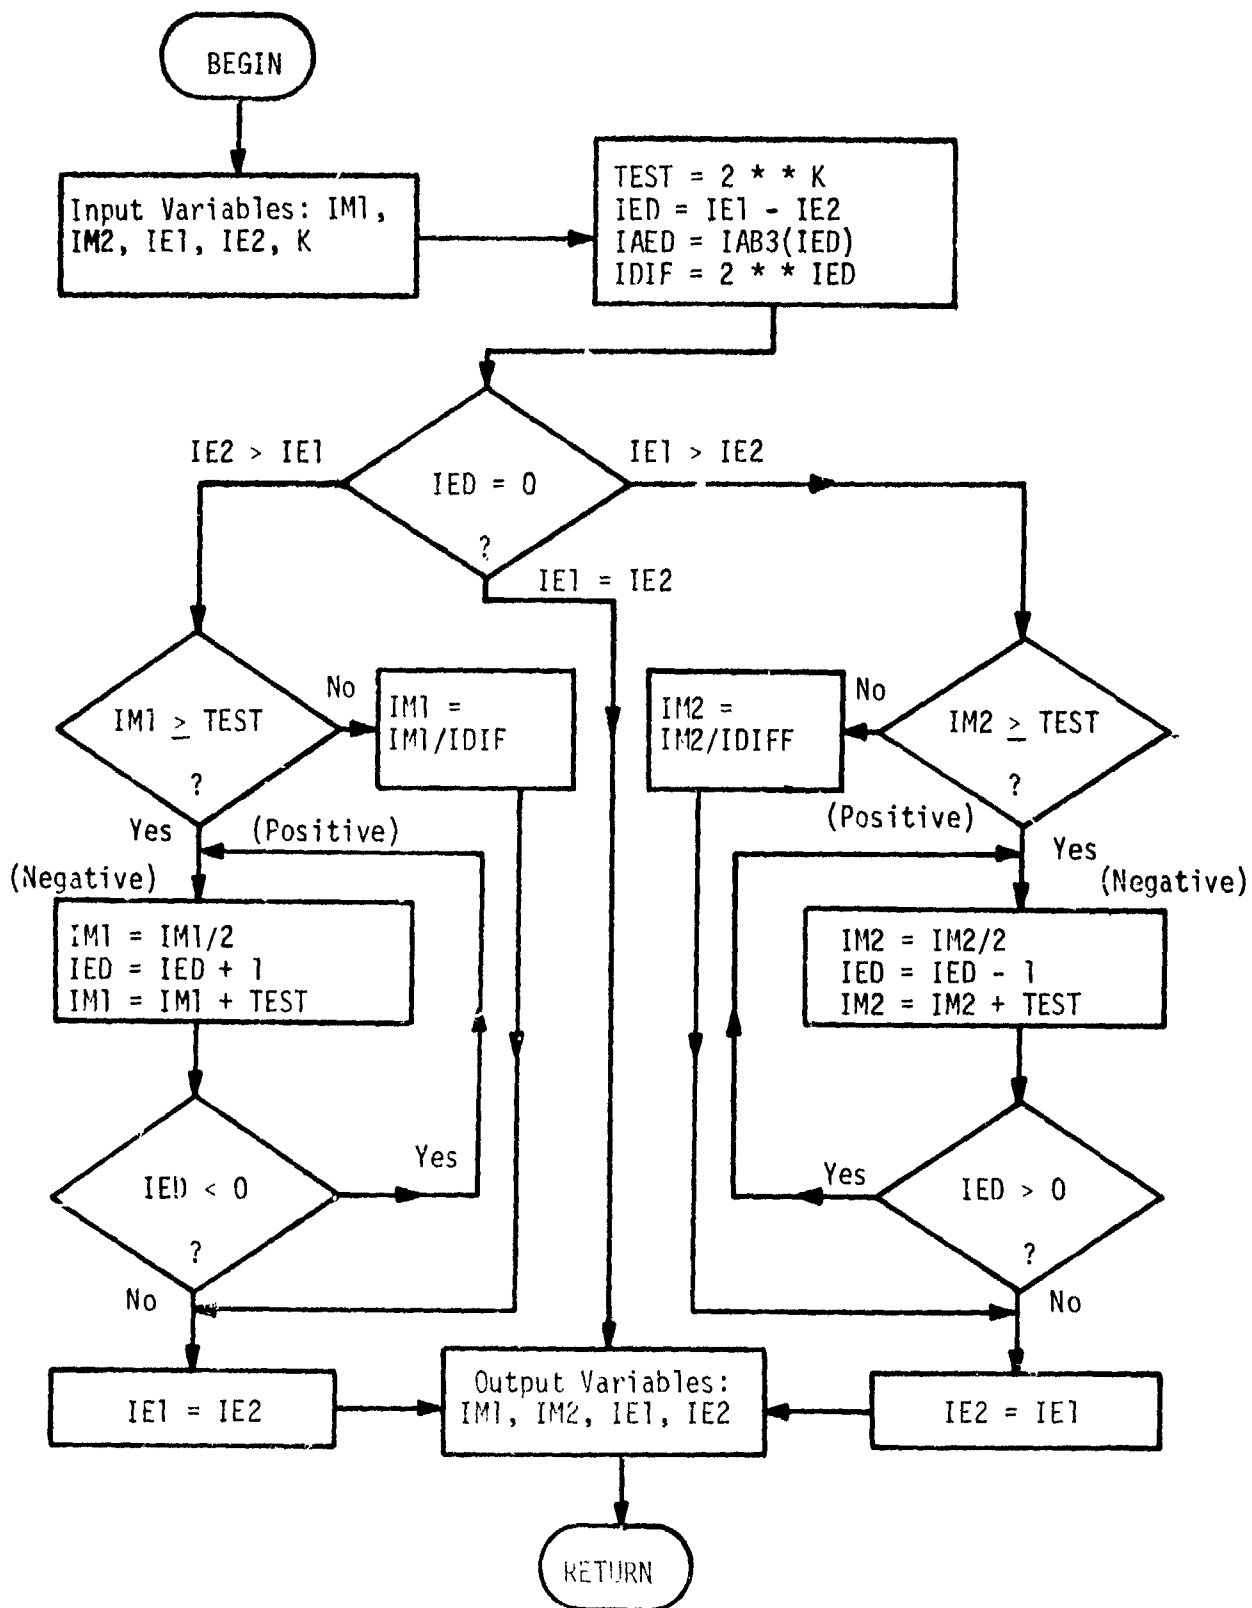 BEGIN
Input Variables: IM1,
IM2, IE1, IE2, K
TEST = 2 * * K
IED = IE1 - IE2
IAED = IAB3(IED)
IDIF = 2 * * IED
IE2 > IE1
IE1 > IE2
IED = 0
?
IE1 = IE2
IM1 ≥ TEST
?
No
IM1 =
IM1/IDIF
IM2 =
IM2/IDIFF
No
IM2 ≥ TEST
?
Yes
(Positive)
(Negative)
(Positive)
Yes
(Negative)
IM1 = IM1/2
IED = IED + 1
IM1 = IM1 + TEST
IM2 = IM2/2
IED = IED - 1
IM2 = IM2 + TEST
IED < 0
?
Yes
No
Yes
IED > 0
?
No
IE1 = IE2
Output Variables:
IM1, IM2, IE1, IE2
IE2 = IE1
RETURN